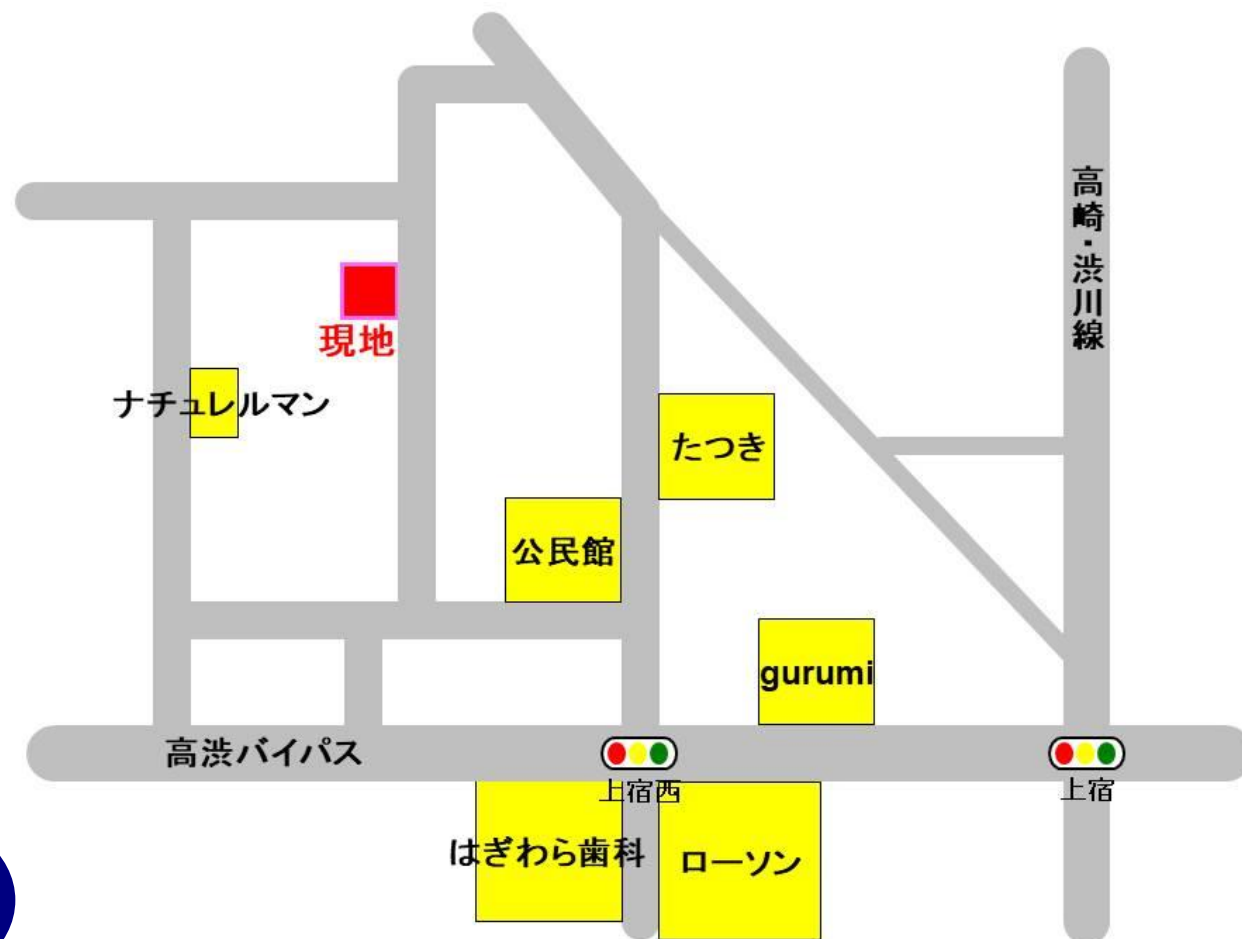 高崎・渋川線
現地
ナチュレルマン
たつき
公民館
gurumi
高渋バイパス
上宿西
上宿
はぎわら歯科
ローソン